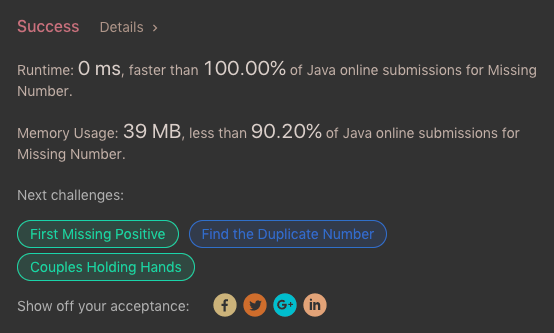 Success Details ›
Runtime: 0 ms, faster than 100.00% of Java online submissions for Missing
Number.
Memory Usage: 39 MB, less than 90.20% of Java online submissions for
Missing Number.
Next challenges:
First Missing Positive Find the Duplicate Number
Couples Holding Hands
Show off your acceptance: f G+ in